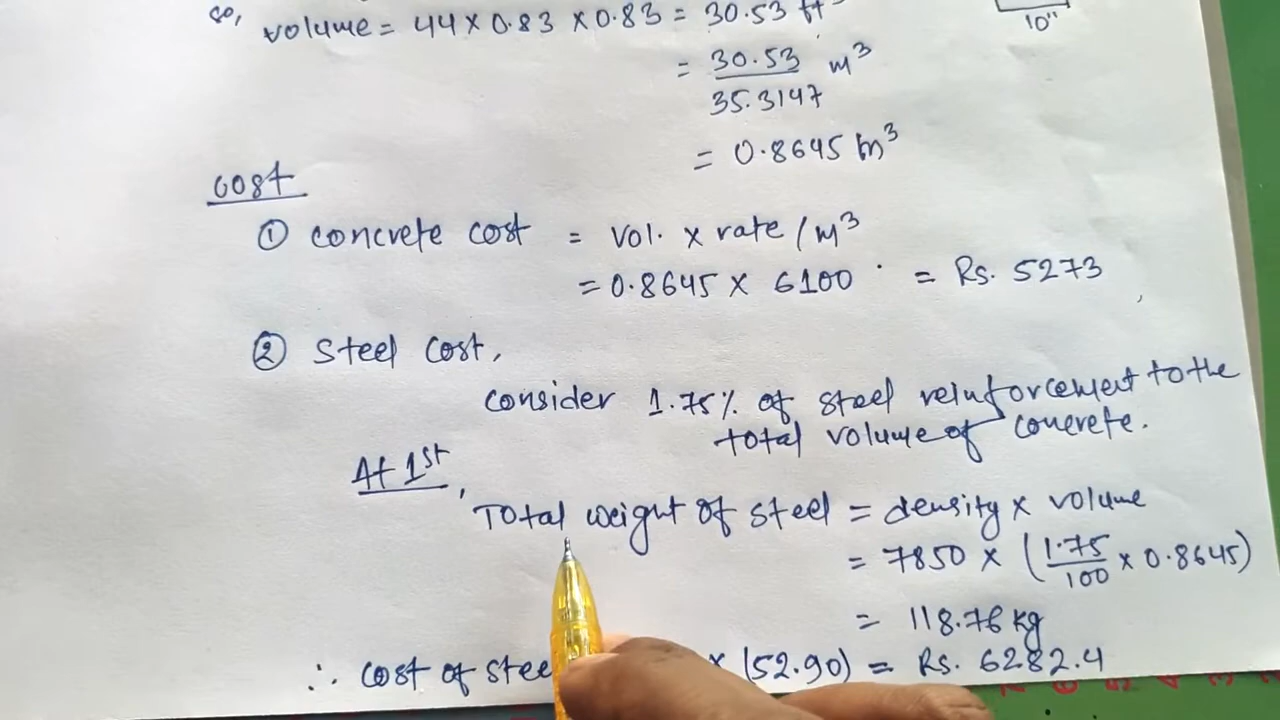 so,
volume = 44 × 0.83 × 0.83 = 30.53 ft³
10"
= 30.53 m³
35.3147
= 0.8645 m³
cost
① concrete cost = vol. × rate / m³
= 0.8645 × 6100 = Rs. 5273
② Steel cost,
consider 1.75% of steel reinforcement to the
total volume of concrete.
At 1st,
Total weight of steel = density × volume
= 7850 × (1.75/100 × 0.8645)
= 118.76 kg
∴ cost of stee × (52.90) = Rs. 6282.4